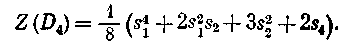 Z(D₄) = 1/8 (s₁⁴ + 2s₁²s₂ + 3s₂² + 2s₄).